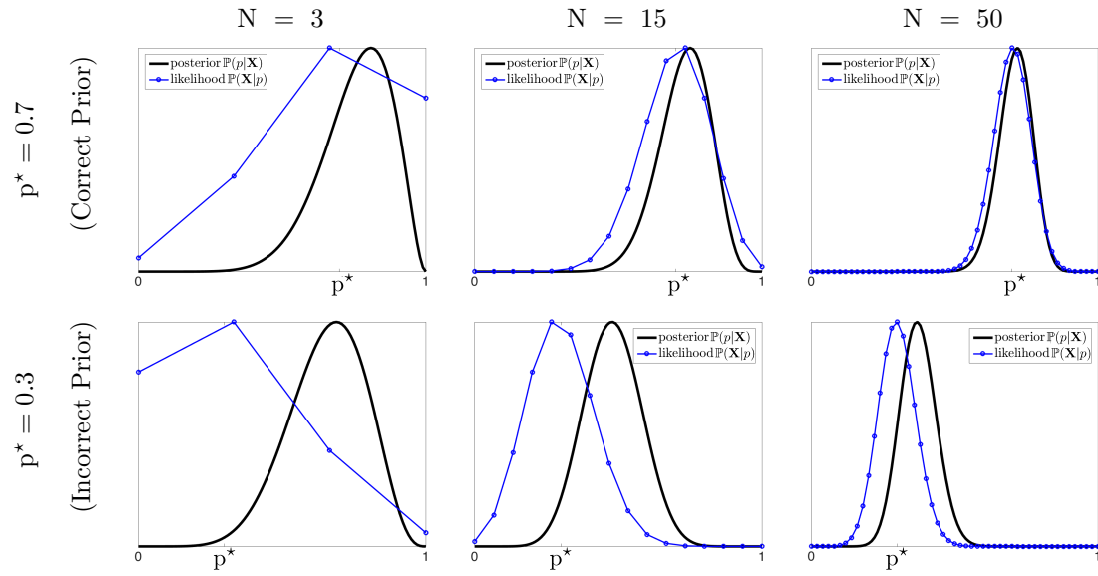 N = 3
N = 15
N = 50
p⋆ = 0.7
(Correct Prior)
posterior ℙ(p|𝐗)
likelihood ℙ(𝐗|p)
0
p⋆
1
posterior ℙ(p|𝐗)
likelihood ℙ(𝐗|p)
0
p⋆
1
posterior ℙ(p|𝐗)
likelihood ℙ(𝐗|p)
0
p⋆
1
p⋆ = 0.3
(Incorrect Prior)
0
p⋆
1
posterior ℙ(p|𝐗)
likelihood ℙ(𝐗|p)
0
p⋆
1
posterior ℙ(p|𝐗)
likelihood ℙ(𝐗|p)
0
p⋆
1